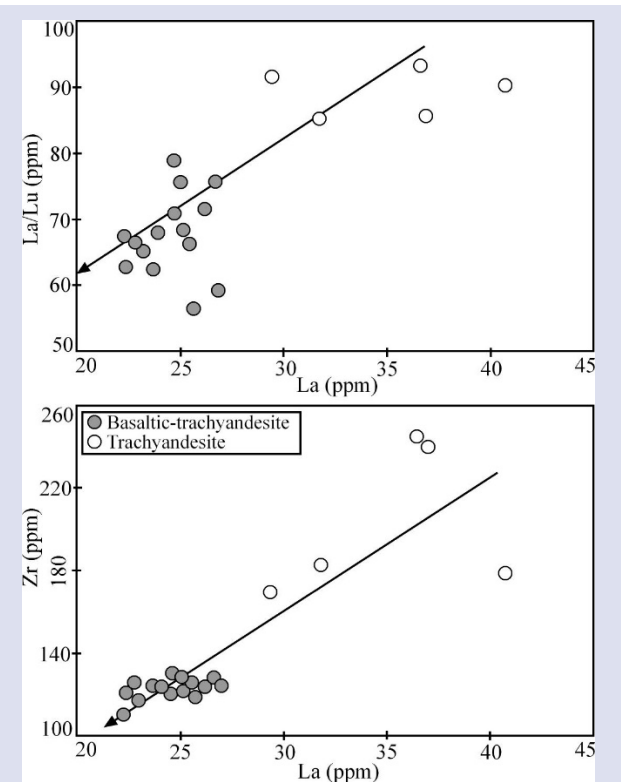 100
90
80
70
60
50
La/Lu (ppm)
20 25 30 35 40 45
La (ppm)
260
220
180
140
100
Zr (ppm)
Basaltic-trachyandesite
Trachyandesite
20 25 30 35 40 45
La (ppm)